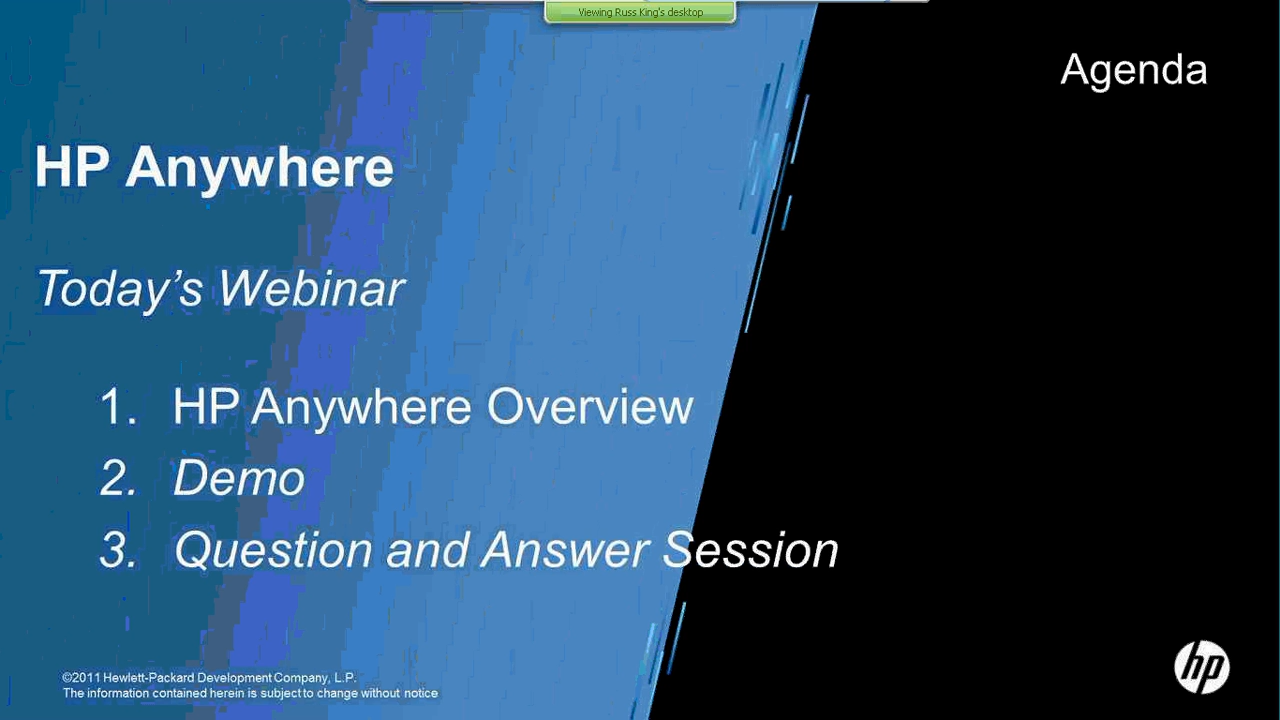 Viewing Russ King's desktop
Agenda
HP Anywhere
Today's Webinar
1. HP Anywhere Overview
2. Demo
3. Question and Answer Session
©2011 Hewlett-Packard Development Company, L.P.
The information contained herein is subject to change without notice
hp